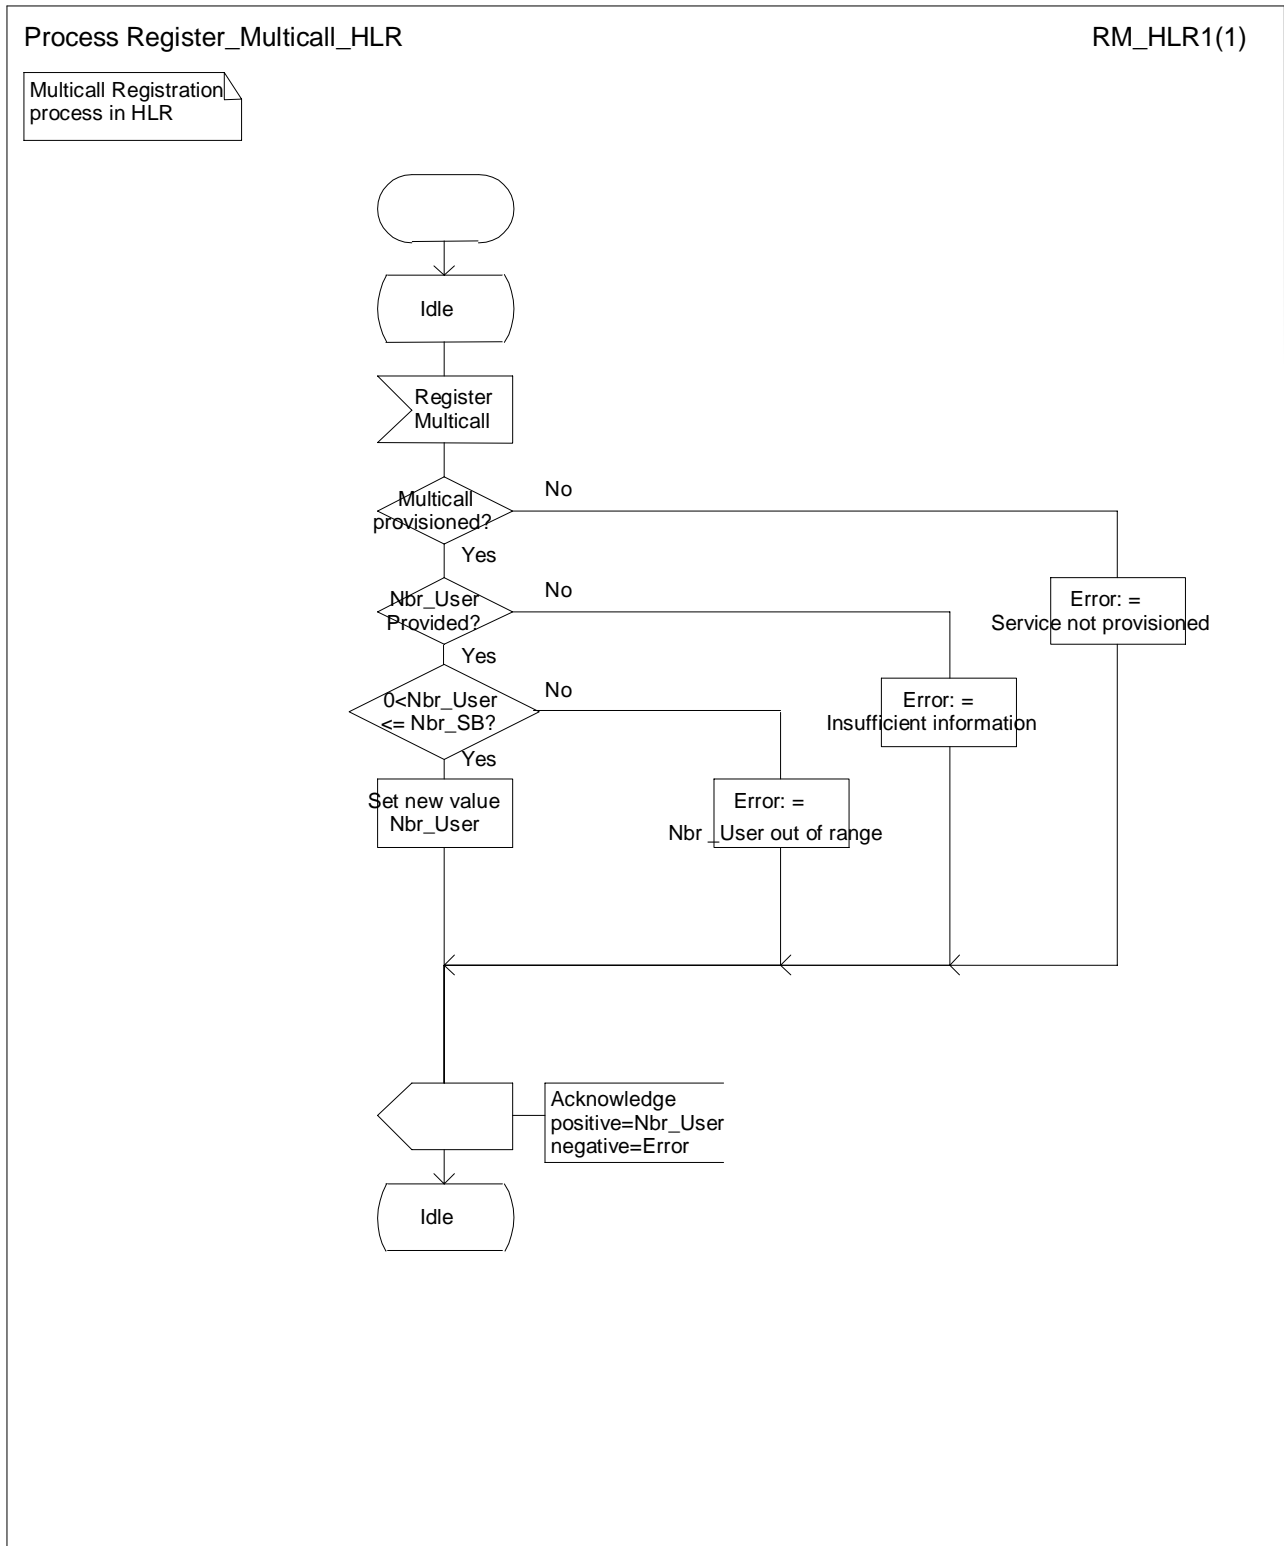 Process Register_Multicall_HLR
RM_HLR1(1)
Multicall Registration
process in HLR
Idle
Register
Multicall
Multicall
provisioned?
No
Yes
Nbr_User
Provided?
No
Error: =
Service not provisioned
Yes
0<Nbr_User
<= Nbr_SB?
No
Error: =
Insufficient information
Yes
Set new value
Nbr_User
Error: =
Nbr _User out of range
Acknowledge
positive=Nbr_User
negative=Error
Idle